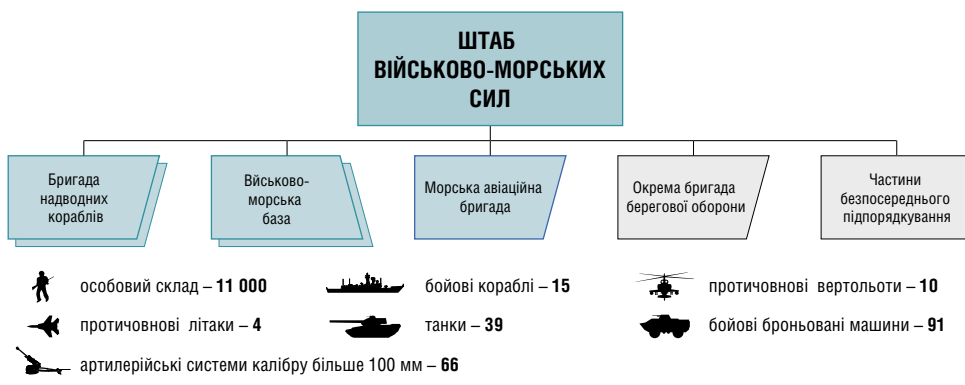 ШТАБ
ВІЙСЬКОВО-МОРСЬКИХ
СИЛ
Бригада
надводних
кораблів
Військово-
морська
база
Морська авіаційна
бригада
Окрема бригада
берегової оборони
Частини
безпосереднього
підпорядкування
особовий склад – 11 000
бойові кораблі – 15
протичовнові вертольоти – 10
протичовнові літаки – 4
танки – 39
бойові броньовані машини – 91
артилерійські системи калібру більше 100 мм – 66